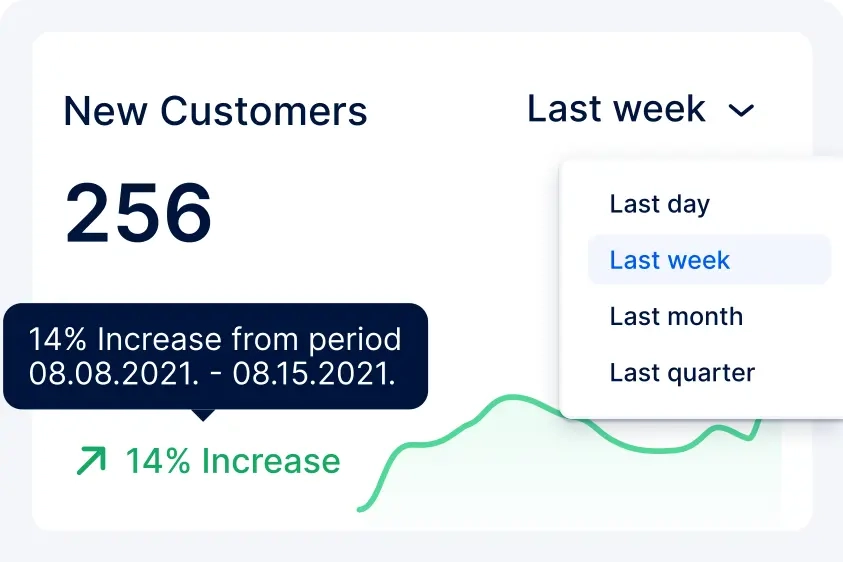 New Customers
Last week
256
Last day
Last week
Last month
Last quarter
14% Increase from period
08.08.2021. - 08.15.2021.
14% Increase